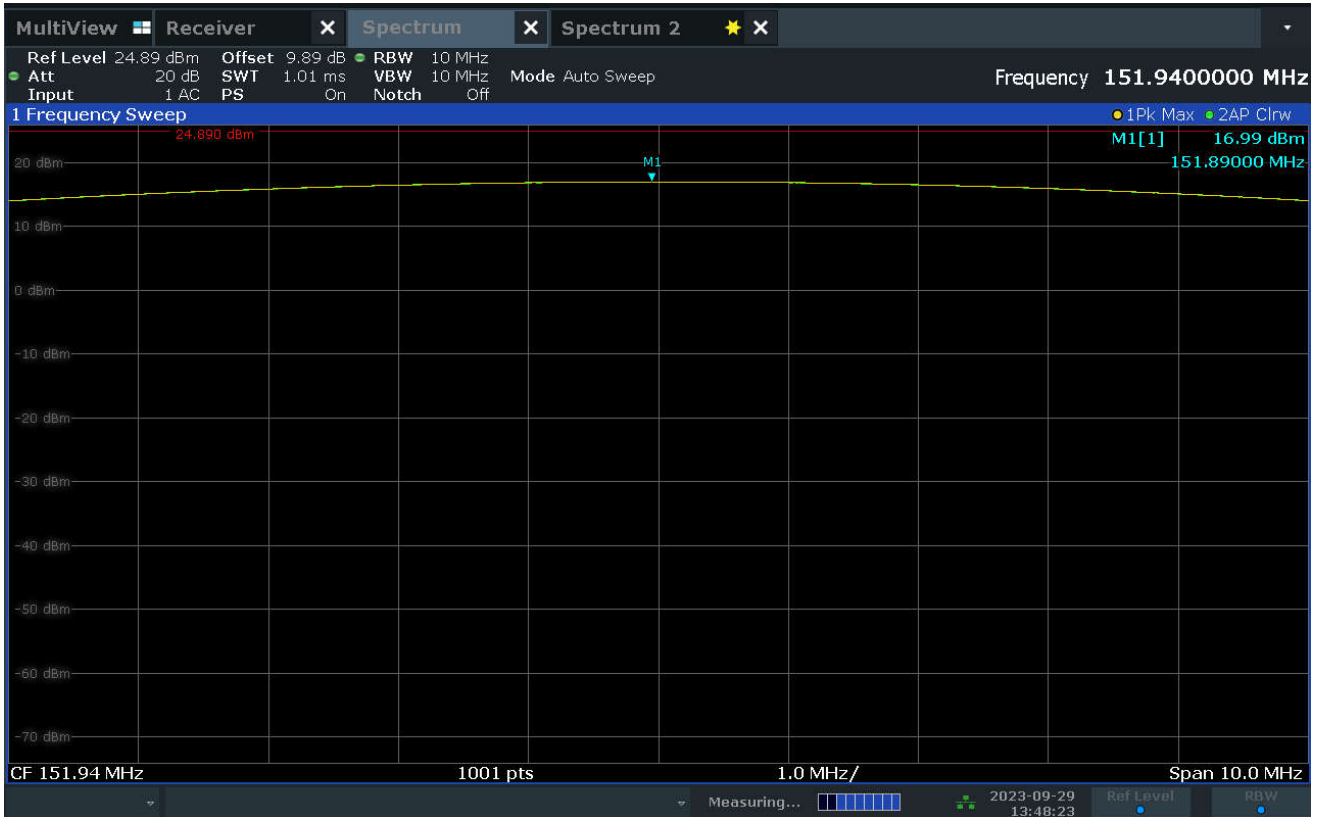 MultiView Receiver X Spectrum X Spectrum 2 X
Ref Level 24.89 dBm Offset 9.89 dB RBW 10 MHz
Att 20 dB SWT 1.01 ms VBW 10 MHz Mode Auto Sweep Frequency 151.9400000 MHz
Input 1 AC PS On Notch Off
1 Frequency Sweep 1Pk Max 2AP Clrw
24.890 dBm M1[1] 16.99 dBm
20 dBm M1 151.89000 MHz
10 dBm
0 dBm
-10 dBm
-20 dBm
-30 dBm
-40 dBm
-50 dBm
-60 dBm
-70 dBm
CF 151.94 MHz 1001 pts 1.0 MHz/ Span 10.0 MHz
Measuring... 2023-09-29 Ref Level RBW
13:48:23